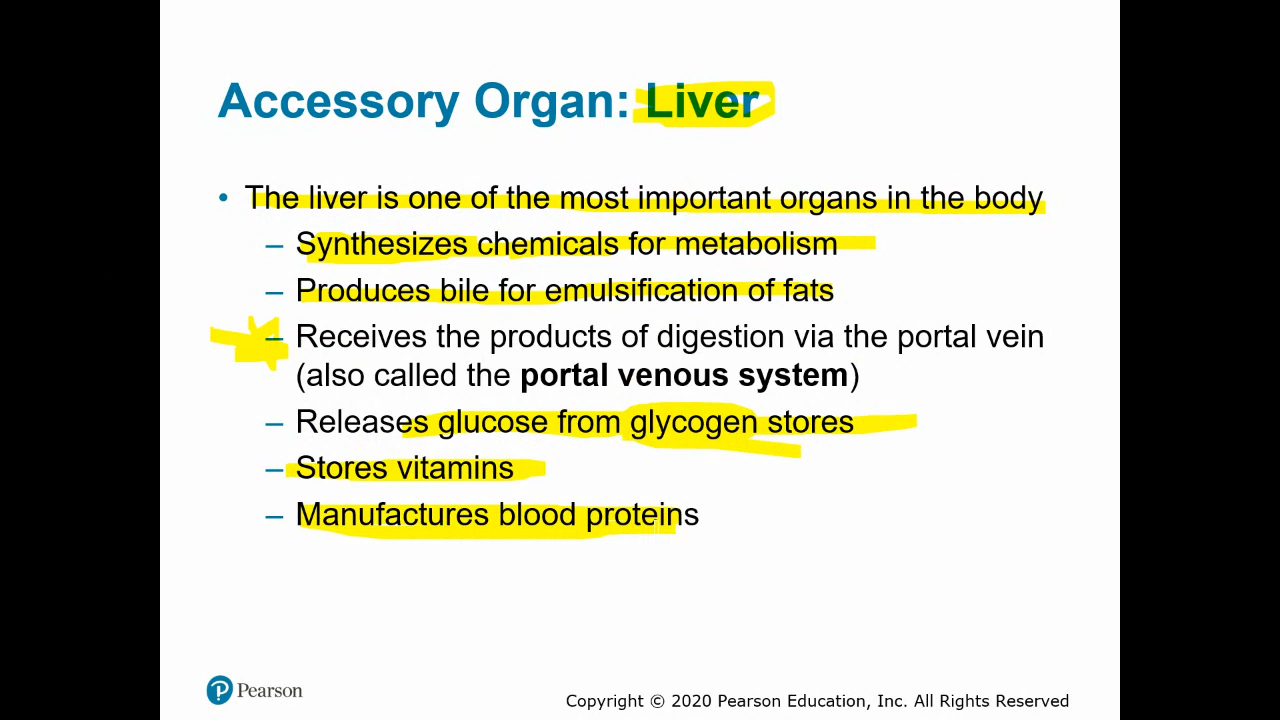 Accessory Organ: Liver
• The liver is one of the most important organs in the body
– Synthesizes chemicals for metabolism
– Produces bile for emulsification of fats
– Receives the products of digestion via the portal vein
(also called the portal venous system)
– Releases glucose from glycogen stores
– Stores vitamins
– Manufactures blood proteins
Pearson
Copyright © 2020 Pearson Education, Inc. All Rights Reserved